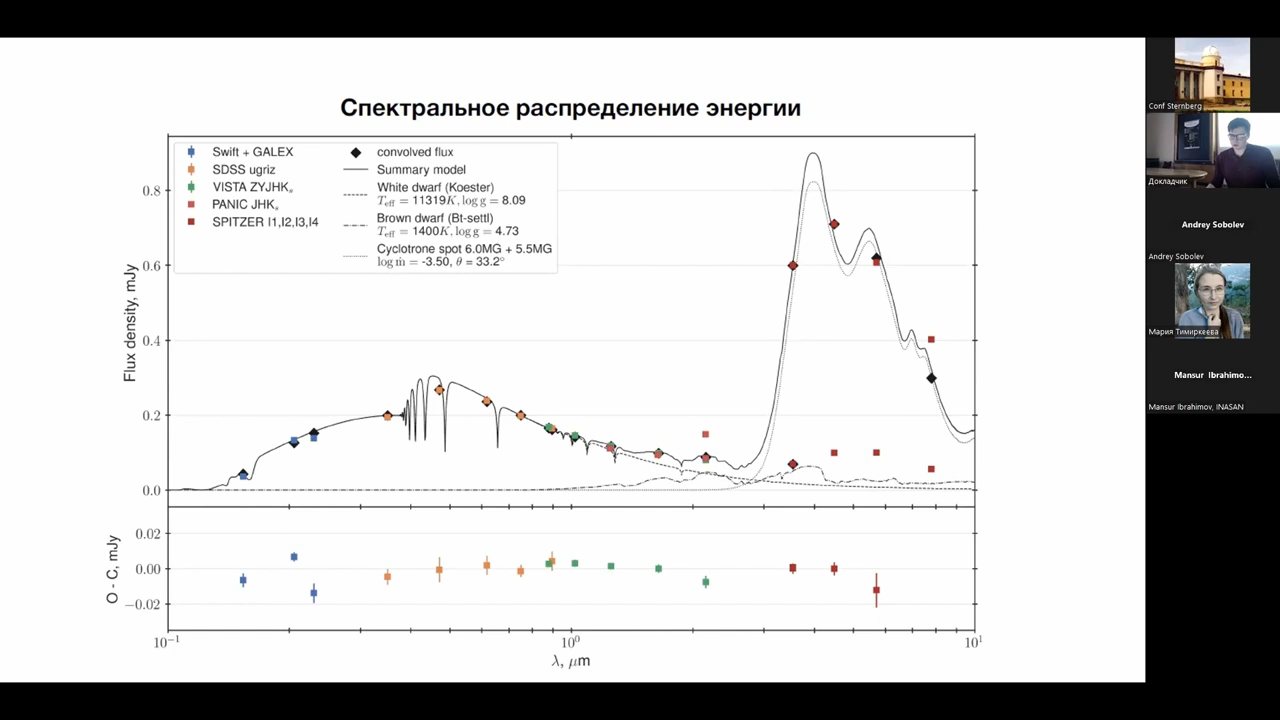 Спектральное распределение энергии
Swift + GALEX
SDSS ugriz
VISTA ZYJHKₛ
PANIC JHKₛ
SPITZER I1,I2,I3,I4
convolved flux
Summary model
White dwarf (Koester)
T_eff = 11319K, log g = 8.09
Brown dwarf (Bt-settl)
T_eff = 1400K, log g = 4.73
Cyclotrone spot 6.0MG + 5.5MG
log ṁ = -3.50, θ = 33.2°
Flux density, mJy
0.8
0.6
0.4
0.2
0.0
O - C, mJy
0.02
0.00
−0.02
10⁻¹
10⁰
10¹
λ, μm
Conf Sternberg
Докладчик
Andrey Sobolev
Andrey Sobolev
Мария Тимиркеева
Mansur Ibrahimo...
Mansur Ibrahimov, INASAN